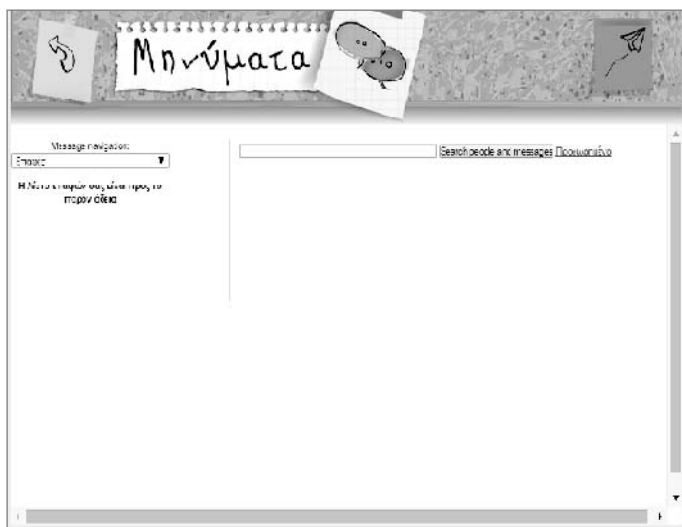 Μηνύματα
Message navigation:
Επαφές
Search people and messages Προχωρημένο
Η λίστα επαφών σας είναι προς το
παρόν άδεια